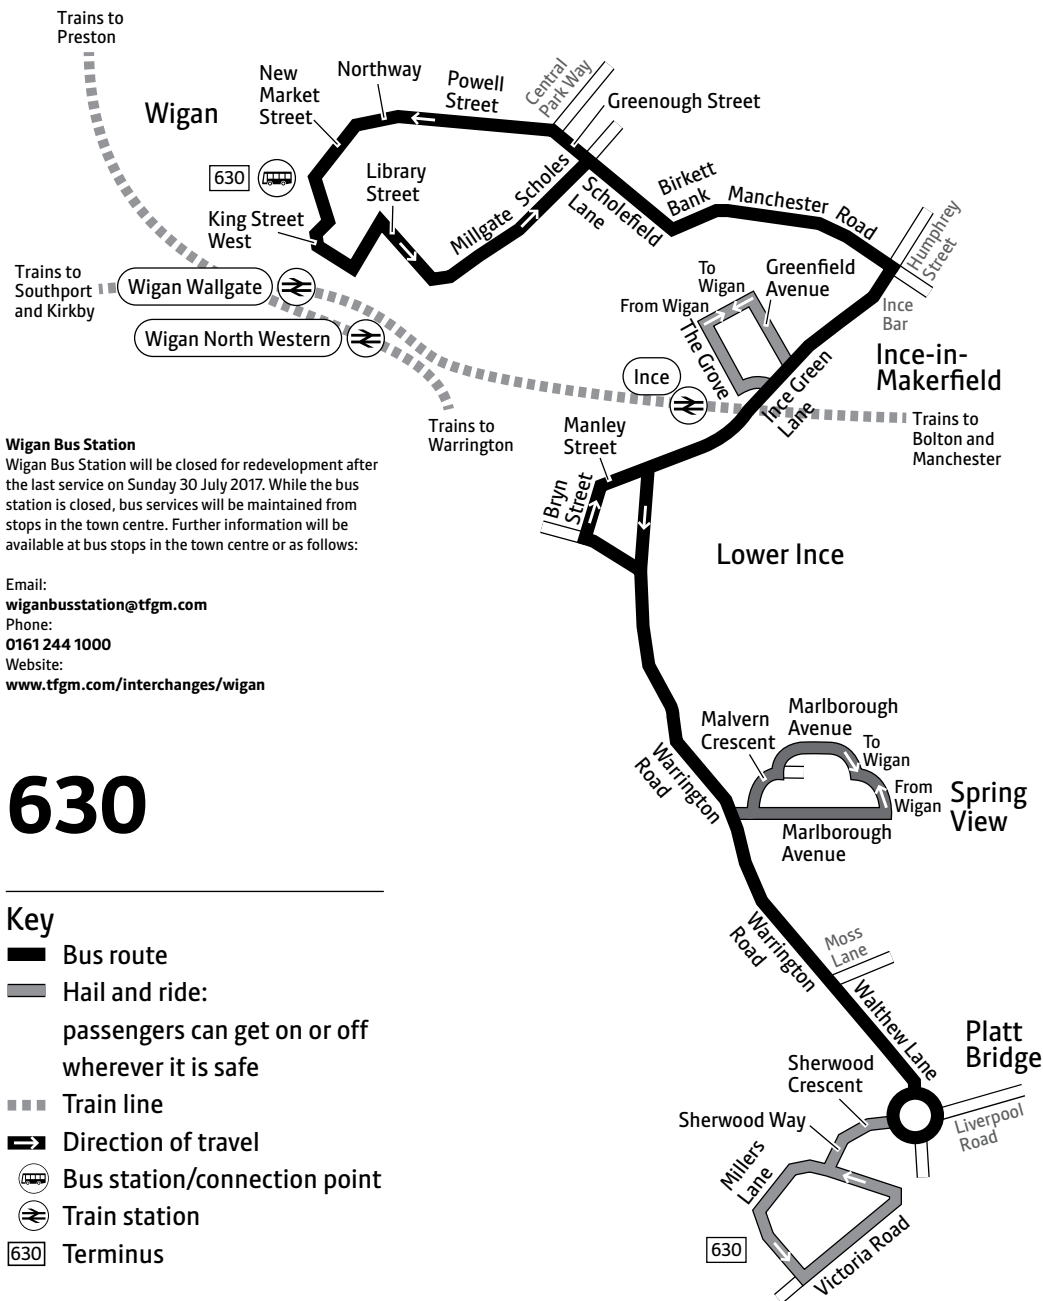 Trains to
Preston
Wigan
New
Market
Street
Northway
Powell
Street
Central
Park Way
Greenough Street
630
Library
Street
King Street
West
Millgate
Scholes
Scholefield
Lane
Birkett
Bank
Manchester Road
Humphrey
Street
Ince
Bar
Trains to
Southport
and Kirkby
Wigan Wallgate
Wigan North Western
To
Wigan
From Wigan
Greenfield
Avenue
The Grove
Ince Green
Lane
Ince-in-
Makerfield
Ince
Trains to
Warrington
Trains to
Bolton and
Manchester
Manley
Street
Bryn
Street
Lower Ince
Wigan Bus Station
Wigan Bus Station will be closed for redevelopment after
the last service on Sunday 30 July 2017. While the bus
station is closed, bus services will be maintained from
stops in the town centre. Further information will be
available at bus stops in the town centre or as follows:
Email:
wiganbusstation@tfgm.com
Phone:
0161 244 1000
Website:
www.tfgm.com/interchanges/wigan
Warrington
Road
Malvern
Crescent
Marlborough
Avenue
To
Wigan
From
Wigan
Spring
View
Marlborough
Avenue
630
Warrington
Road
Moss
Lane
Walthew Lane
Platt
Bridge
Sherwood
Crescent
Sherwood Way
Liverpool
Road
Millers
Lane
630
Victoria Road
Key
Bus route
Hail and ride:
passengers can get on or off
wherever it is safe
Train line
Direction of travel
Bus station/connection point
Train station
630 Terminus